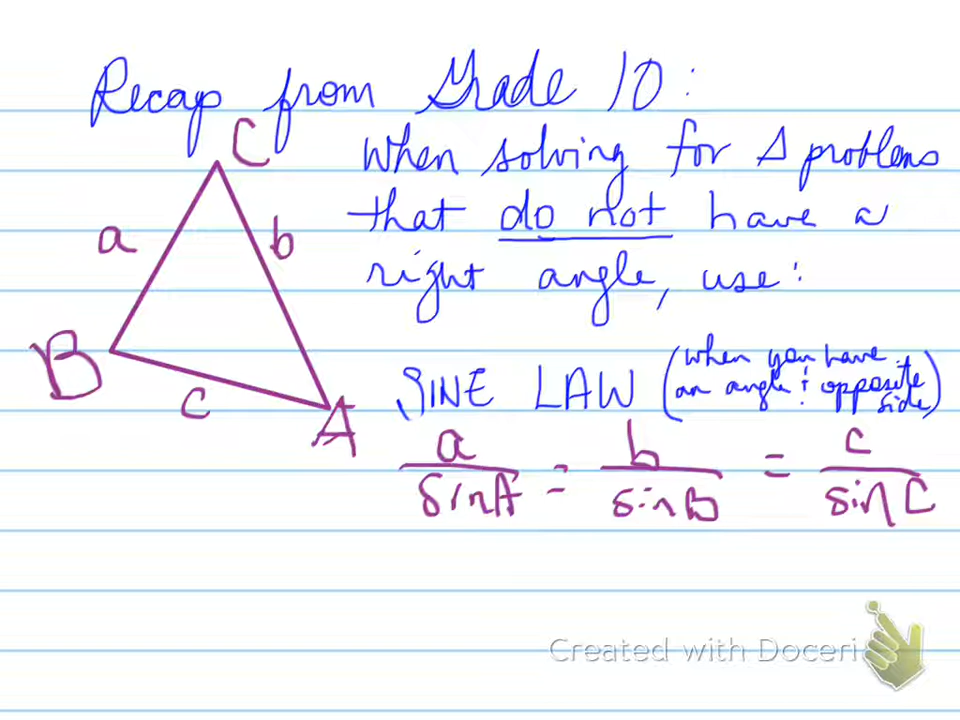 Recap from Grade 10:
C
When solving for Δ problems
that do not have a
a
b
right angle, use:
B
c
A
SINE LAW (when you have
an angle + opposite
side)
a/sinA = b/sinB = c/sinC
Created with Doceri